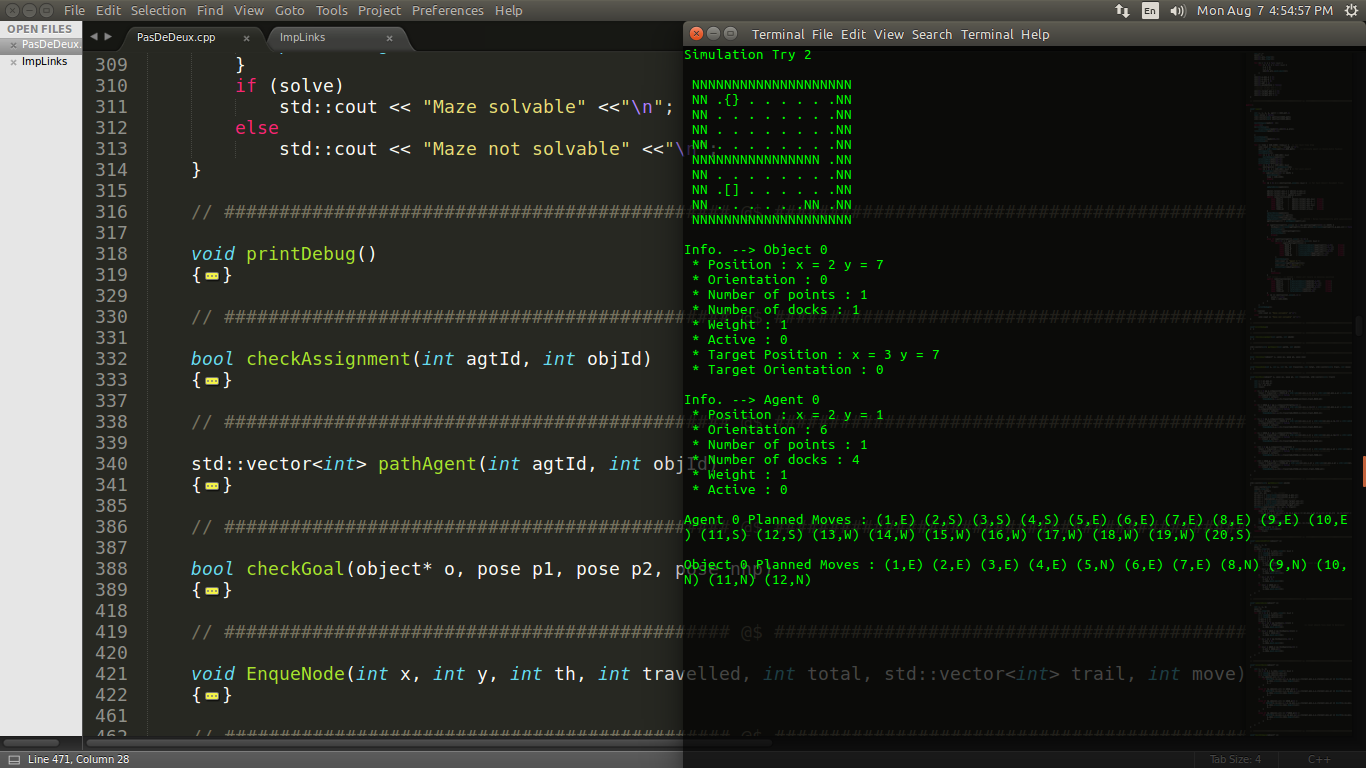 File Edit Selection Find View Goto Tools Project Preferences Help
En Mon Aug 7 4:54:57 PM
OPEN FILES
PasDeDeux.
ImpLinks
PasDeDeux.cpp ImpLinks
309 }
310 if (solve)
311 std::cout << "Maze solvable" <<"\n";
312 else
313 std::cout << "Maze not solvable" <<"\n";
314 }
315
316 // ############################################## @$ ###########################################
317
318 void printDebug()
319 {}
329
330 // ##############################################
331
332 bool checkAssignment(int agtId, int objId)
333 {}
337
338 // ##############################################
339
340 std::vector<int> pathAgent(int agtId, int objId)
341 {}
385
386 // ##############################################
387
388 bool checkGoal(object* o, pose p1, pose p2, pose nnp)
389 {}
418
419 // ############################################## @$ ###########################################
420
421 void EnqueNode(int x, int y, int th, int travelled, int total, std::vector<int> trail, int move)
422 {}
461
462 // ############################################## @$ ###########################################
Line 471, Column 28
Tab Size: 4 C++
Terminal File Edit View Search Terminal Help
Simulation Try 2
NNNNNNNNNNNNNNNNNNNN
NN .{} . . . . . .NN
NN . . . . . . . .NN
NN . . . . . . . .NN
NN . . . . . . . .NN
NNNNNNNNNNNNNNNN .NN
NN . . . . . . . .NN
NN .[] . . . . . .NN
NN . . . . . .NN .NN
NNNNNNNNNNNNNNNNNNNN
Info. --> Object 0
* Position : x = 2 y = 7
* Orientation : 0
* Number of points : 1
* Number of docks : 1
* Weight : 1
* Active : 0
* Target Position : x = 3 y = 7
* Target Orientation : 0
Info. --> Agent 0
* Position : x = 2 y = 1
* Orientation : 6
* Number of points : 1
* Number of docks : 4
* Weight : 1
* Active : 0
Agent 0 Planned Moves : (1,E) (2,S) (3,S) (4,S) (5,E) (6,E) (7,E) (8,E) (9,E) (10,E
) (11,S) (12,S) (13,W) (14,W) (15,W) (16,W) (17,W) (18,W) (19,W) (20,S)
Object 0 Planned Moves : (1,E) (2,E) (3,E) (4,E) (5,N) (6,E) (7,E) (8,N) (9,N) (10,
N) (11,N) (12,N)